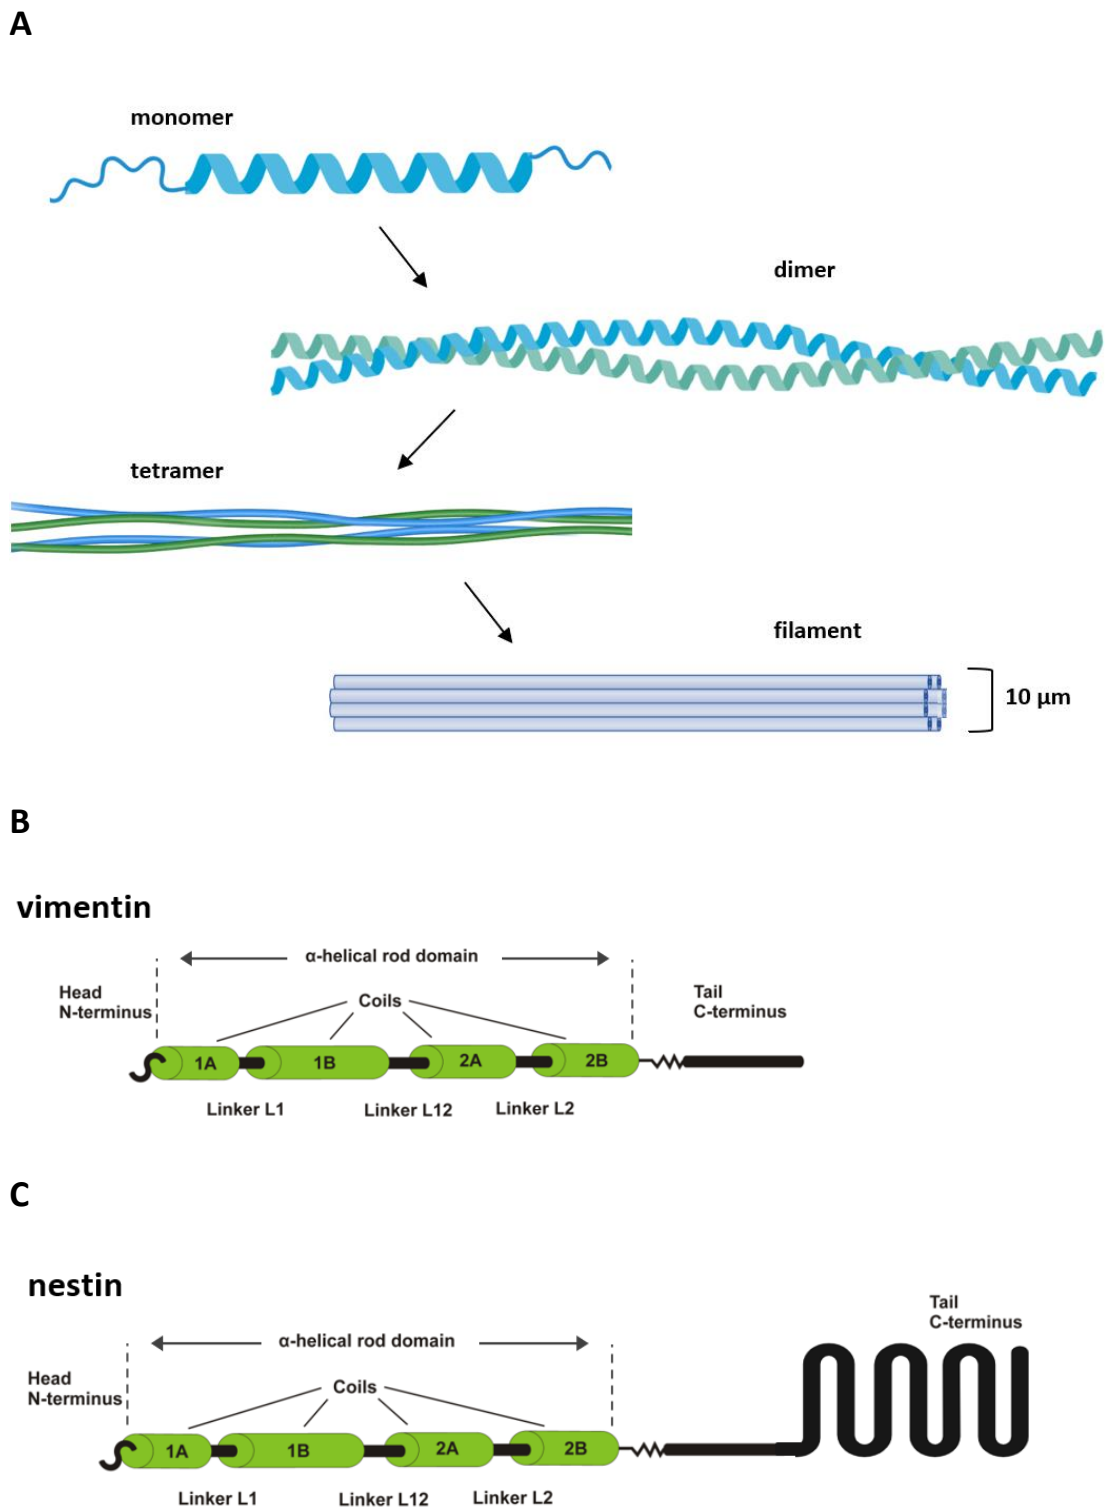 A
monomer
dimer
tetramer
filament
10 µm
B
vimentin
α-helical rod domain
Head
N-terminus
Coils
Tail
C-terminus
1A
1B
2A
2B
Linker L1
Linker L12
Linker L2
C
nestin
Tail
C-terminus
α-helical rod domain
Head
N-terminus
Coils
1A
1B
2A
2B
Linker L1
Linker L12
Linker L2